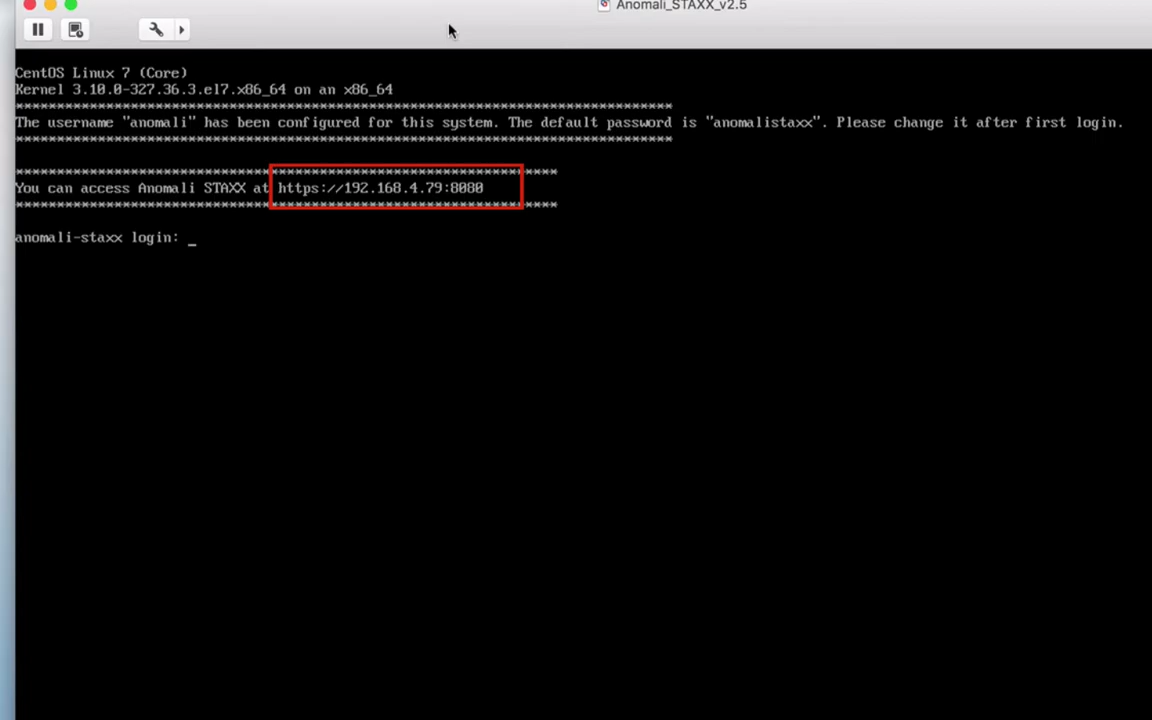 Anomali_STAXX_v2.5
CentOS Linux 7 (Core)
Kernel 3.10.0-327.36.3.el7.x86_64 on an x86_64
********************************************************************************
The username "anomali" has been configured for this system. The default password is "anomalistaxx". Please change it after first login.
********************************************************************************
******************************************************************
You can access Anomali STAXX at https://192.168.4.79:8080
******************************************************************
anomali-staxx login: _